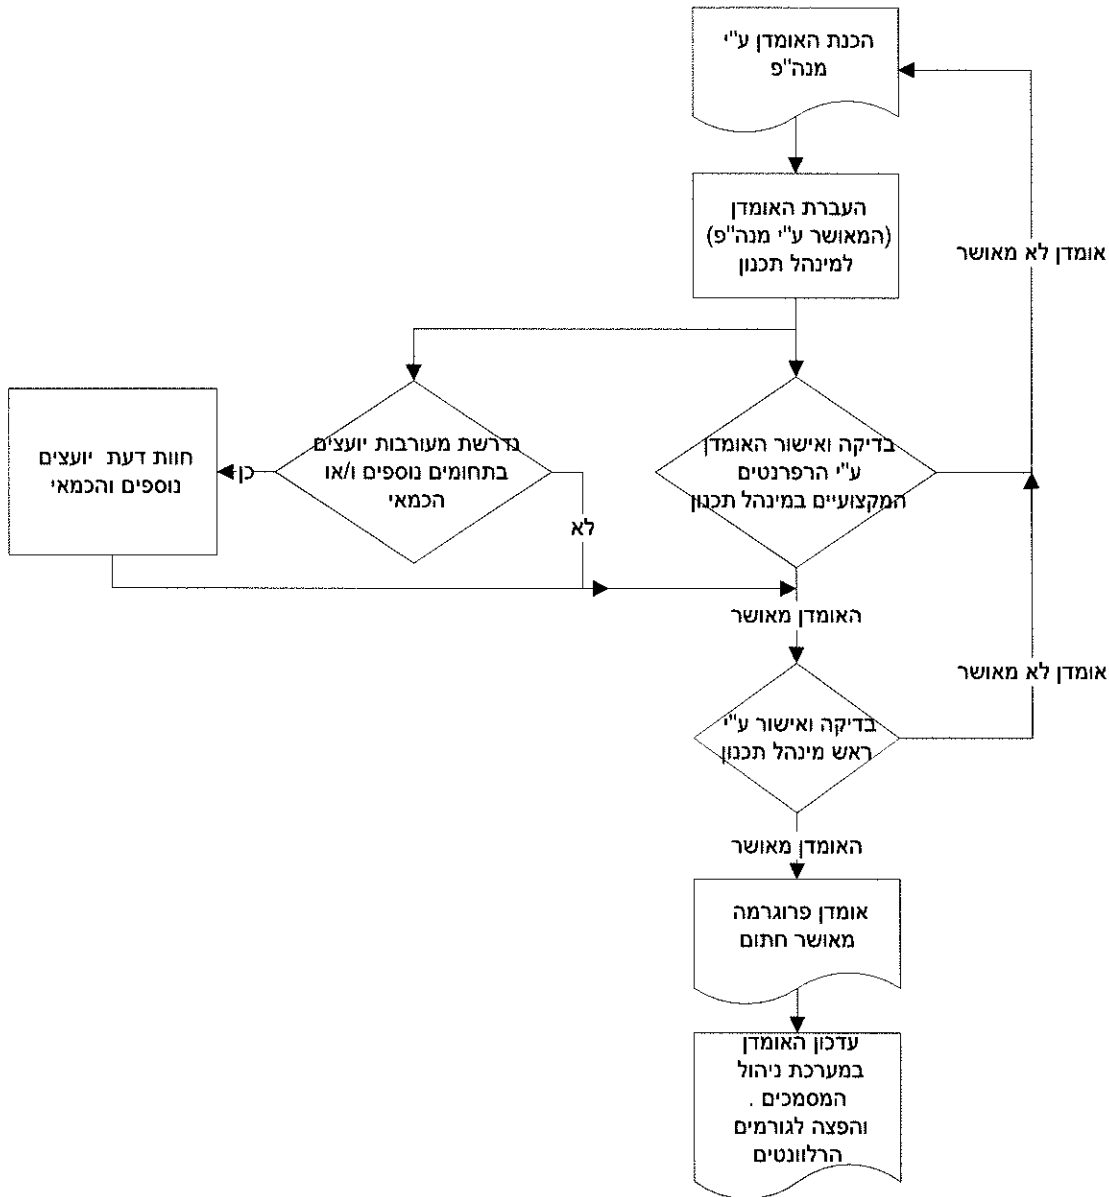 הכנת האומדן ע"י
מנה"פ
העברת האומדן
(המאושר ע"י מנה"פ)
למינהל תכנון
אומדן לא מאושר
בדיקה ואישור האומדן
ע"י הרפרנטים
המקצועיים במינהל תכנון
נדרשת מעורבות יועצים
בתחומים נוספים ו/או
הכמאי
כן
חוות דעת יועצים
נוספים והכמאי
לא
האומדן מאושר
אומדן לא מאושר
בדיקה ואישור ע"י
ראש מינהל תכנון
האומדן מאושר
אומדן פרוגרמה
מאושר חתום
עדכון האומדן
במערכת ניהול
המסמכים .
והפצה לגורמים
הרלוונטים